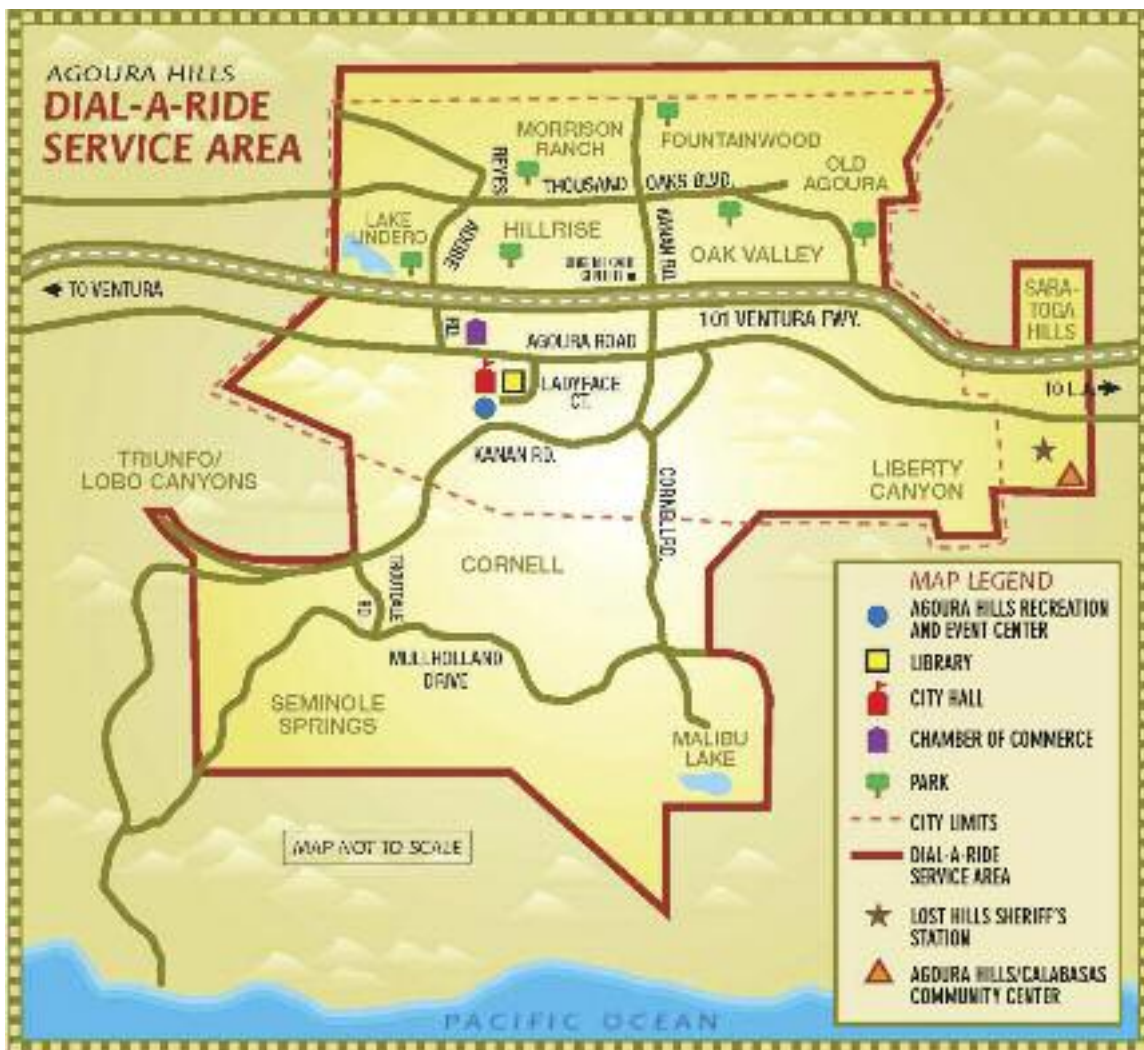 AGOURA HILLS
DIAL-A-RIDE
SERVICE AREA
MORRISON
RANCH
FOUNTAINWOOD
OLD
AGOURA
REYES
THOUSAND OAKS BLVD.
LAKE
LINDERO
ADOBE
HILLRISE
KANAN RD.
OAK VALLEY
CENTER
TO VENTURA
SARA-
TOGA
HILLS
RD.
101 VENTURA FWY.
AGOURA ROAD
TO L.A.
LADYFACE
CT.
KANAN RD.
TRIUNFO/
LOBO CANYONS
LIBERTY
CANYON
CORNELL RD.
CORNELL
TROUTDALE
RD
MULLHOLLAND
DRIVE
SEMINOLE
SPRINGS
MALIBU
LAKE
MAP NOT TO SCALE
MAP LEGEND
AGOURA HILLS RECREATION
AND EVENT CENTER
LIBRARY
CITY HALL
CHAMBER OF COMMERCE
PARK
CITY LIMITS
DIAL-A-RIDE
SERVICE AREA
LOST HILLS SHERIFF'S
STATION
AGOURA HILLS/CALABASAS
COMMUNITY CENTER
PACIFIC OCEAN